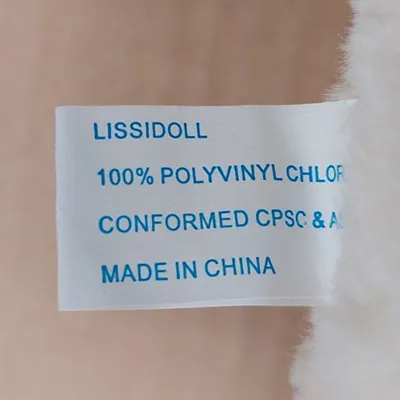 LISSIDOLL
100% POLYVINYL CHLOR
CONFORMED CPSC & A
MADE IN CHINA